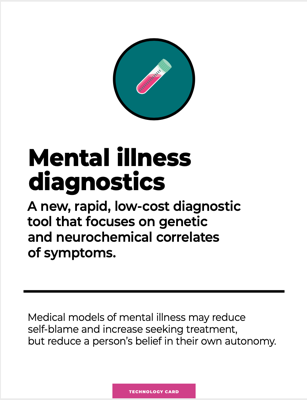 Mental illness
diagnostics
A new, rapid, low-cost diagnostic
tool that focuses on genetic
and neurochemical correlates
of symptoms.
Medical models of mental illness may reduce
self-blame and increase seeking treatment,
but reduce a person’s belief in their own autonomy.
TECHNOLOGY CARD